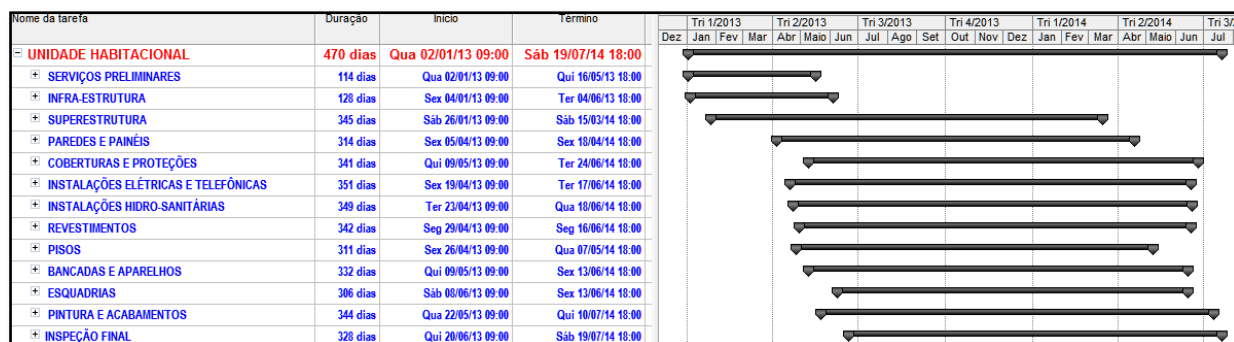 Nome da tarefa Duração Início Término Tri 1/2013 Tri 2/2013 Tri 3/2013 Tri 4/2013 Tri 1/2014 Tri 2/2014 Tri 3/
Dez Jan Fev Mar Abr Maio Jun Jul Ago Set Out Nov Dez Jan Fev Mar Abr Maio Jun Jul
UNIDADE HABITACIONAL 470 dias Qua 02/01/13 09:00 Sáb 19/07/14 18:00
SERVIÇOS PRELIMINARES 114 dias Qua 02/01/13 09:00 Qui 16/05/13 18:00
INFRA-ESTRUTURA 128 dias Sex 04/01/13 09:00 Ter 04/06/13 18:00
SUPERESTRUTURA 345 dias Sáb 26/01/13 09:00 Sáb 15/03/14 18:00
PAREDES E PAINÉIS 314 dias Sex 05/04/13 09:00 Sex 18/04/14 18:00
COBERTURAS E PROTEÇÕES 341 dias Qui 09/05/13 09:00 Ter 24/06/14 18:00
INSTALAÇÕES ELÉTRICAS E TELEFÔNICAS 351 dias Sex 19/04/13 09:00 Ter 17/06/14 18:00
INSTALAÇÕES HIDRO-SANITÁRIAS 349 dias Ter 23/04/13 09:00 Qua 18/06/14 18:00
REVESTIMENTOS 342 dias Seg 29/04/13 09:00 Seg 16/06/14 18:00
PISOS 311 dias Sex 26/04/13 09:00 Qua 07/05/14 18:00
BANCADAS E APARELHOS 332 dias Qui 09/05/13 09:00 Sex 13/06/14 18:00
ESQUADRIAS 306 dias Sáb 08/06/13 09:00 Sex 13/06/14 18:00
PINTURA E ACABAMENTOS 344 dias Qua 22/05/13 09:00 Qui 10/07/14 18:00
INSPEÇÃO FINAL 328 dias Qui 20/06/13 09:00 Sáb 19/07/14 18:00